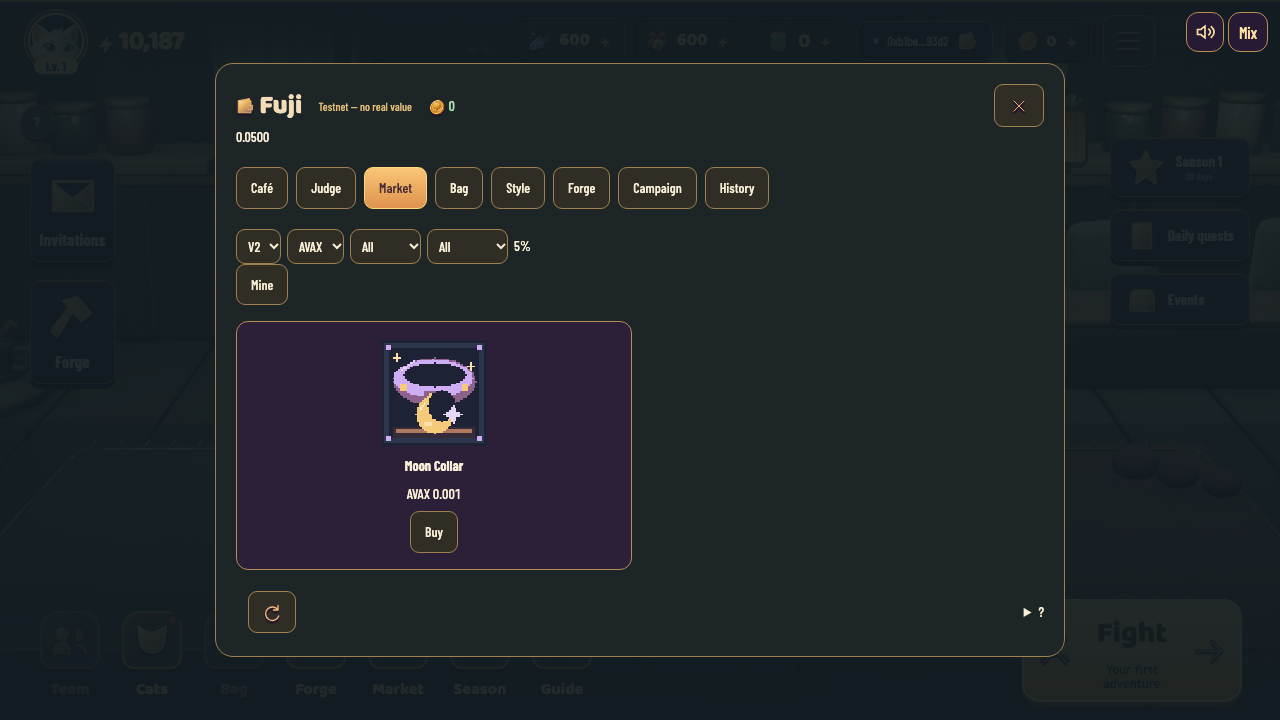 10,187
Lv. 1
600 +
600 +
0 +
0xb1be...93d2
0 +
Mix
Fuji
Testnet — no real value
0
0.0500
Café
Judge
Market
Bag
Style
Forge
Campaign
History
V2
AVAX
All
All
5%
Mine
Moon Collar
AVAX 0.001
Buy
?
?
Invitations
Forge
Season 1
Daily quests
Events
Team
Cats
Bag
Forge
Market
Season
Guide
Fight
Your first
adventure